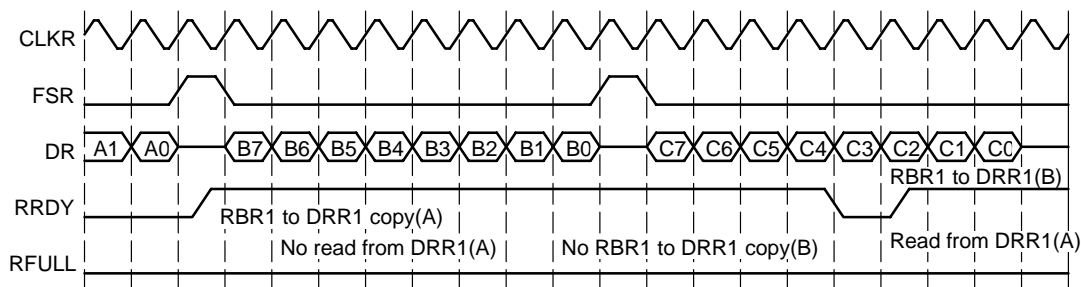 CLKR
FSR
DR A1 A0 B7 B6 B5 B4 B3 B2 B1 B0 C7 C6 C5 C4 C3 C2 C1 C0
RBR1 to DRR1(B)
RRDY
RBR1 to DRR1 copy(A)
No read from DRR1(A) No RBR1 to DRR1 copy(B) Read from DRR1(A)
RFULL